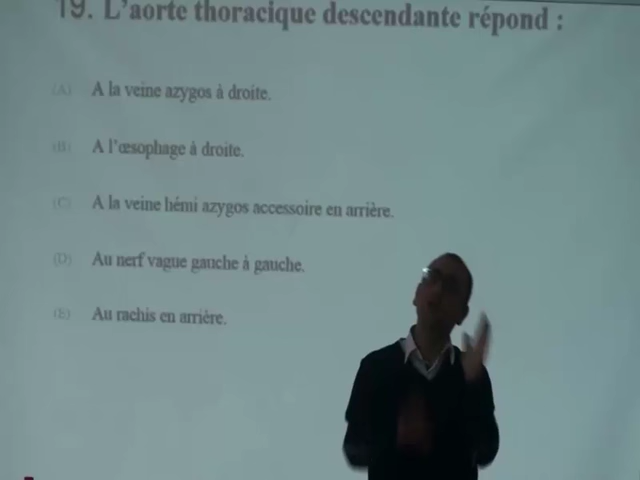 19. L'aorte thoracique descendante répond :
(A) A la veine azygos à droite.
(B) A l'œsophage à droite.
(C) A la veine hémi azygos accessoire en arrière.
(D) Au nerf vague gauche à gauche.
(E) Au rachis en arrière.